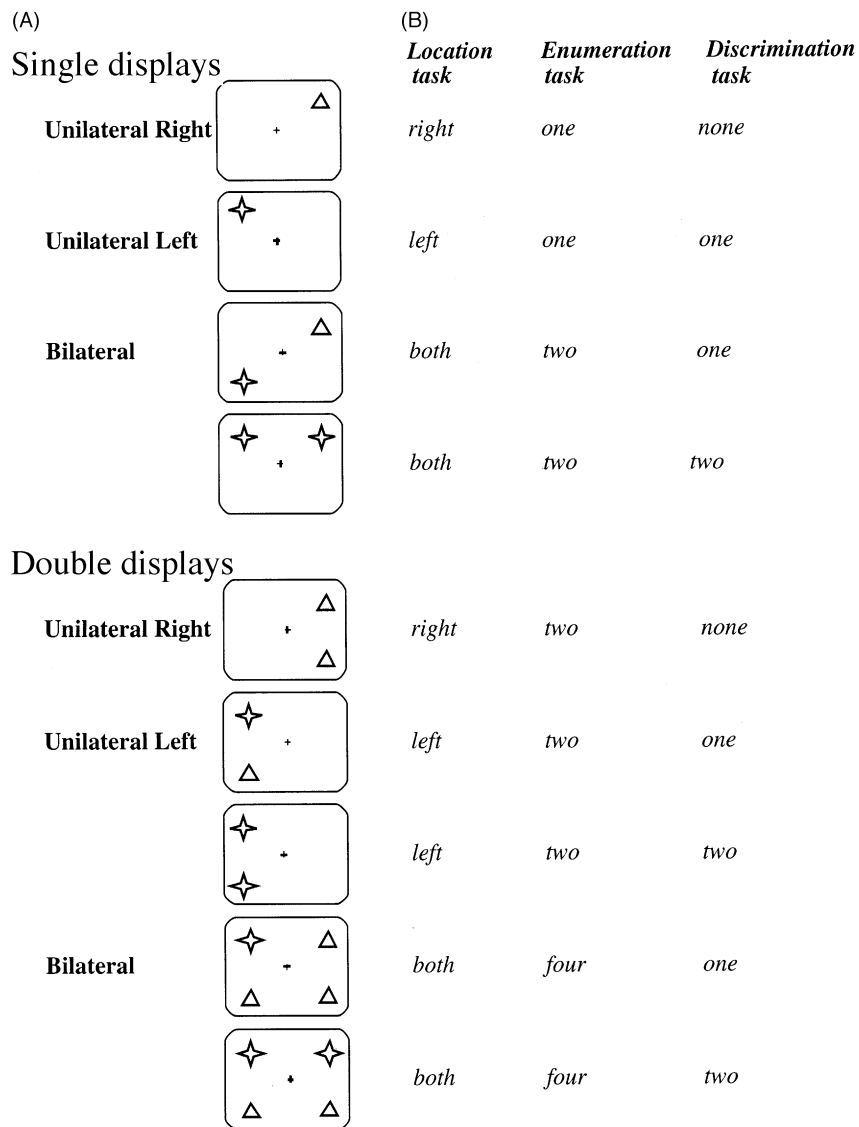 (A) (B)
Location Enumeration Discrimination
task task task
Single displays
Unilateral Right right one none
Unilateral Left left one one
Bilateral both two one
both two two
Double displays
Unilateral Right right two none
Unilateral Left left two one
left two two
Bilateral both four one
both four two